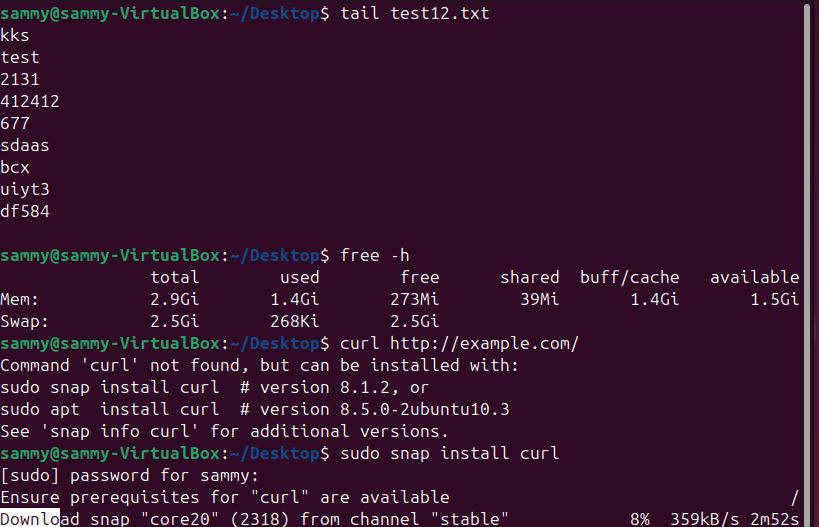 sammy@sammy-VirtualBox:~/Desktop$ tail test12.txt
kks
test
2131
412412
677
sdaas
bcx
uiyt3
df584
sammy@sammy-VirtualBox:~/Desktop$ free -h
total used free shared buff/cache available
Mem: 2.9Gi 1.4Gi 273Mi 39Mi 1.4Gi 1.5Gi
Swap: 2.5Gi 268Ki 2.5Gi
sammy@sammy-VirtualBox:~/Desktop$ curl http://example.com/
Command 'curl' not found, but can be installed with:
sudo snap install curl # version 8.1.2, or
sudo apt install curl # version 8.5.0-2ubuntu10.3
See 'snap info curl' for additional versions.
sammy@sammy-VirtualBox:~/Desktop$ sudo snap install curl
[sudo] password for sammy:
Ensure prerequisites for "curl" are available /
Download snap "core20" (2318) from channel "stable" 8% 359kB/s 2m52s